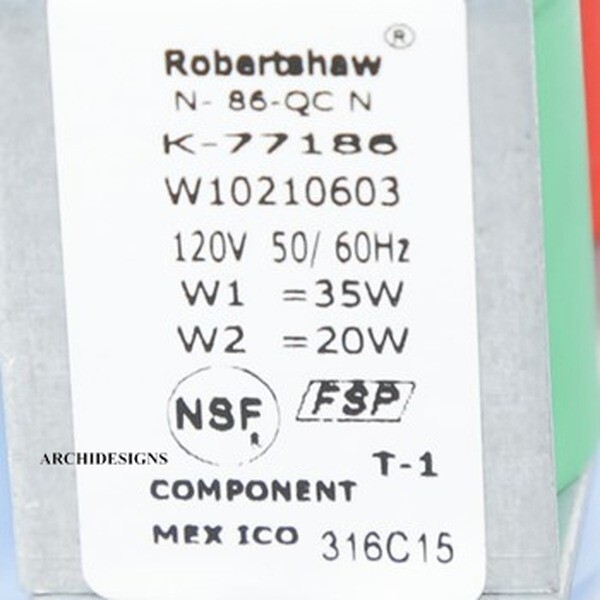 Robertshaw ®
N- 86-QC N
K-77186
W10210603
120V 50/ 60Hz
W1 =35W
W2 =20W
NSF ® FSP
ARCHIDESIGNS
T-1
COMPONENT
MEX ICO 316C15